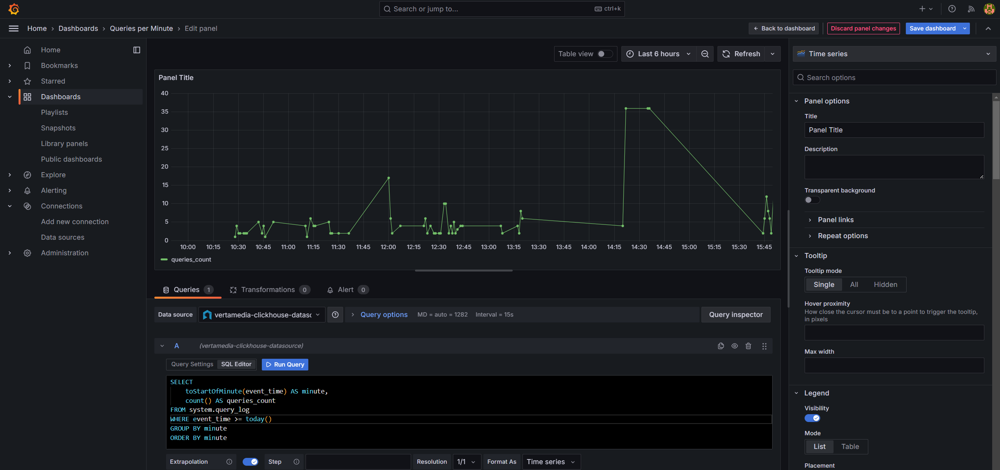 Search or jump to...
ctrl+k
Home › Dashboards › Queries per Minute › Edit panel
Back to dashboard
Discard panel changes
Save dashboard
Home
Bookmarks
Starred
Dashboards
Playlists
Snapshots
Library panels
Public dashboards
Explore
Alerting
Connections
Add new connection
Data sources
Administration
Table view
Last 6 hours
Refresh
Panel Title
40
35
30
25
20
15
10
5
0
10:00 10:15 10:30 10:45 11:00 11:15 11:30 11:45 12:00 12:15 12:30 12:45 13:00 13:15 13:30 13:45 14:00 14:15 14:30 14:45 15:00 15:15 15:30 15:45
queries_count
Queries 1
Transformations 0
Alert 0
Data source
vertamedia-clickhouse-datasc
Query options
MD = auto = 1282
Interval = 15s
Query inspector
A
(vertamedia-clickhouse-datasource)
Query Settings
SQL Editor
Run Query
SELECT
toStartOfMinute(event_time) AS minute,
count() AS queries_count
FROM system.query_log
WHERE event_time >= today()
GROUP BY minute
ORDER BY minute
Extrapolation
Step
Resolution
1/1
Format As
Time series
Time series
Search options
Panel options
Title
Panel Title
Description
Transparent background
Panel links
Repeat options
Tooltip
Tooltip mode
Single
All
Hidden
Hover proximity
How close the cursor must be to a point to trigger the tooltip,
in pixels
Max width
Legend
Visibility
Mode
List
Table
Placement